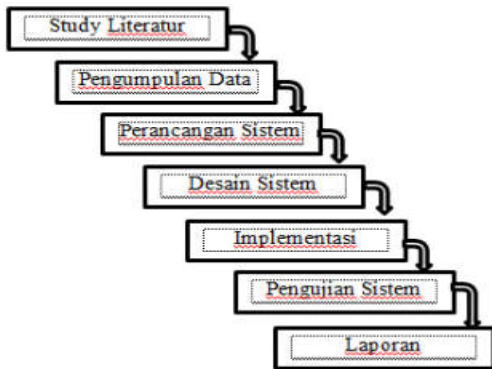 Study Literatur
Pengumpulan Data
Perancangan Sistem
Desain Sistem
Implementasi
Pengujian Sistem
Laporan